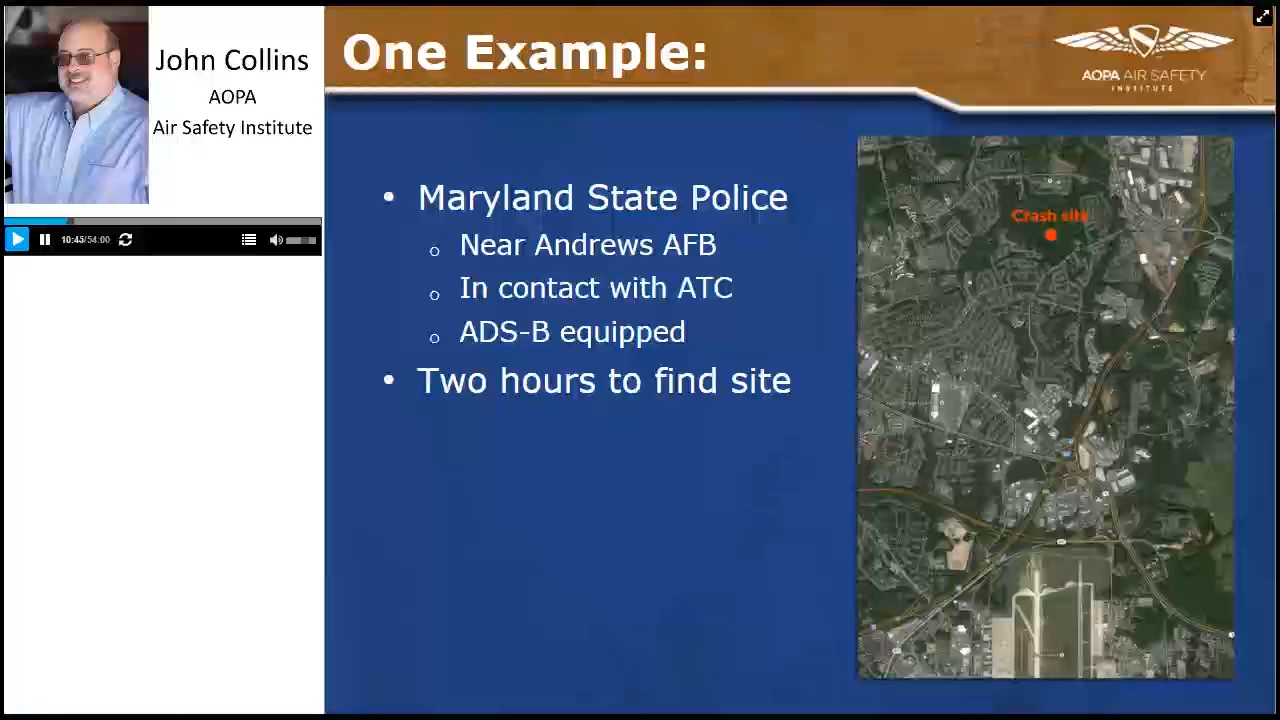 John Collins
AOPA
Air Safety Institute
10:45/54:00
One Example:
AOPA AIR SAFETY
INSTITUTE
• Maryland State Police
o Near Andrews AFB
o In contact with ATC
o ADS-B equipped
• Two hours to find site
Crash site